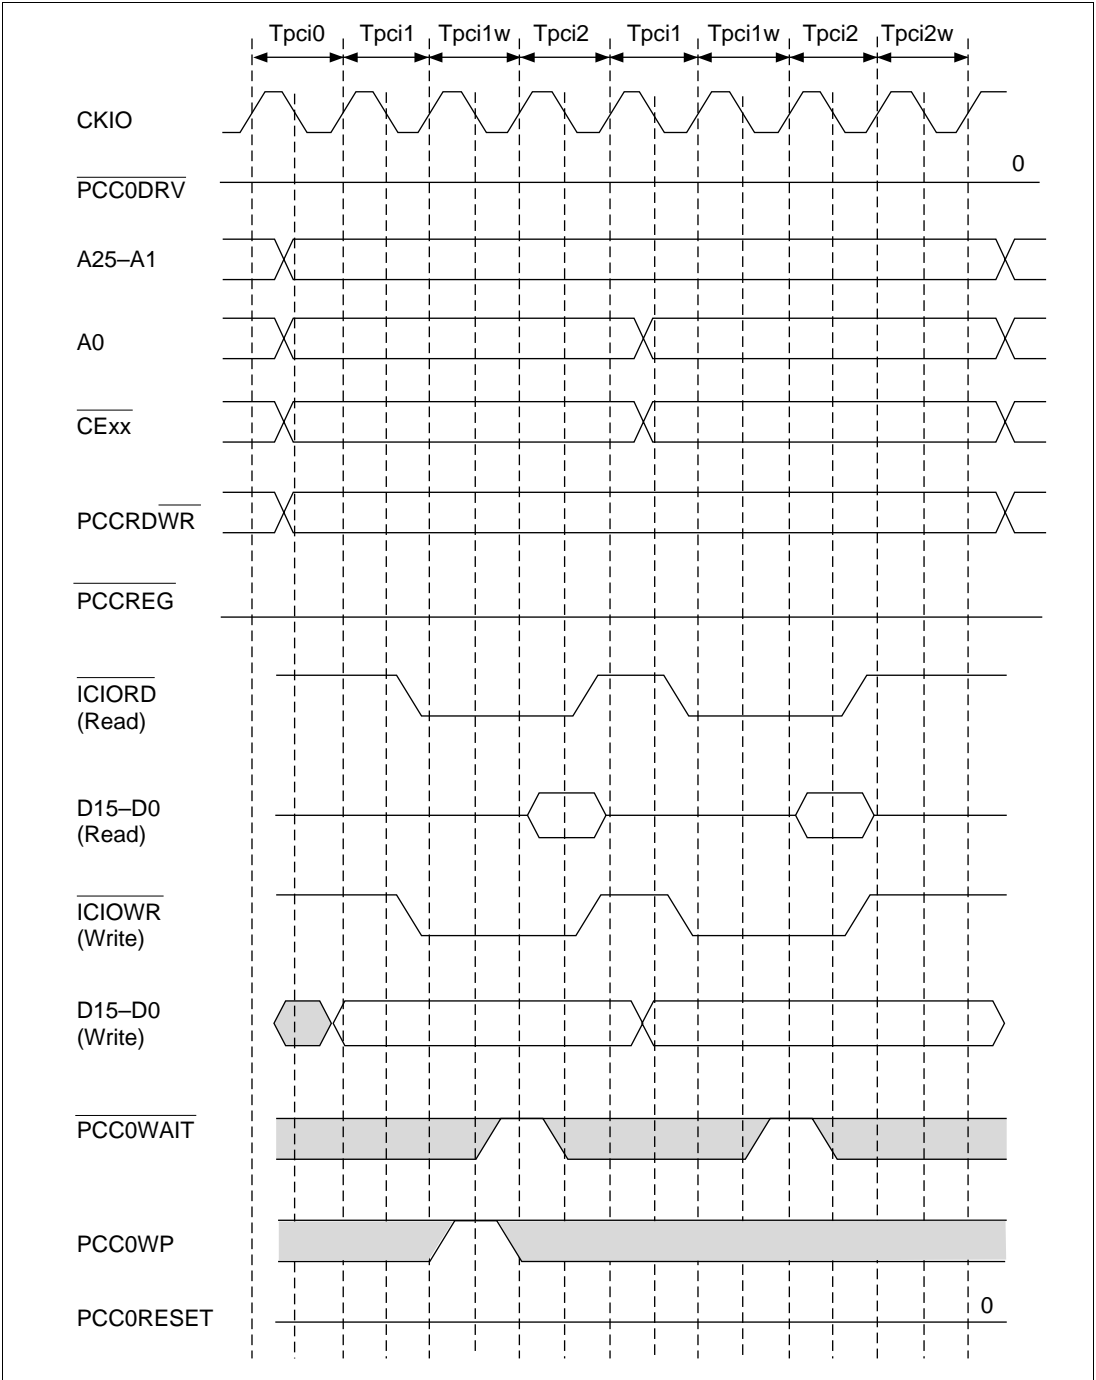 Tpci0 Tpci1 Tpci1w Tpci2 Tpci1 Tpci1w Tpci2 Tpci2w
CKIO
0
PCC0DRV
A25–A1
A0
CExx
PCCRDWR
PCCREG
ICIORD
(Read)
D15–D0
(Read)
ICIOWR
(Write)
D15–D0
(Write)
PCC0WAIT
PCC0WP
0
PCC0RESET